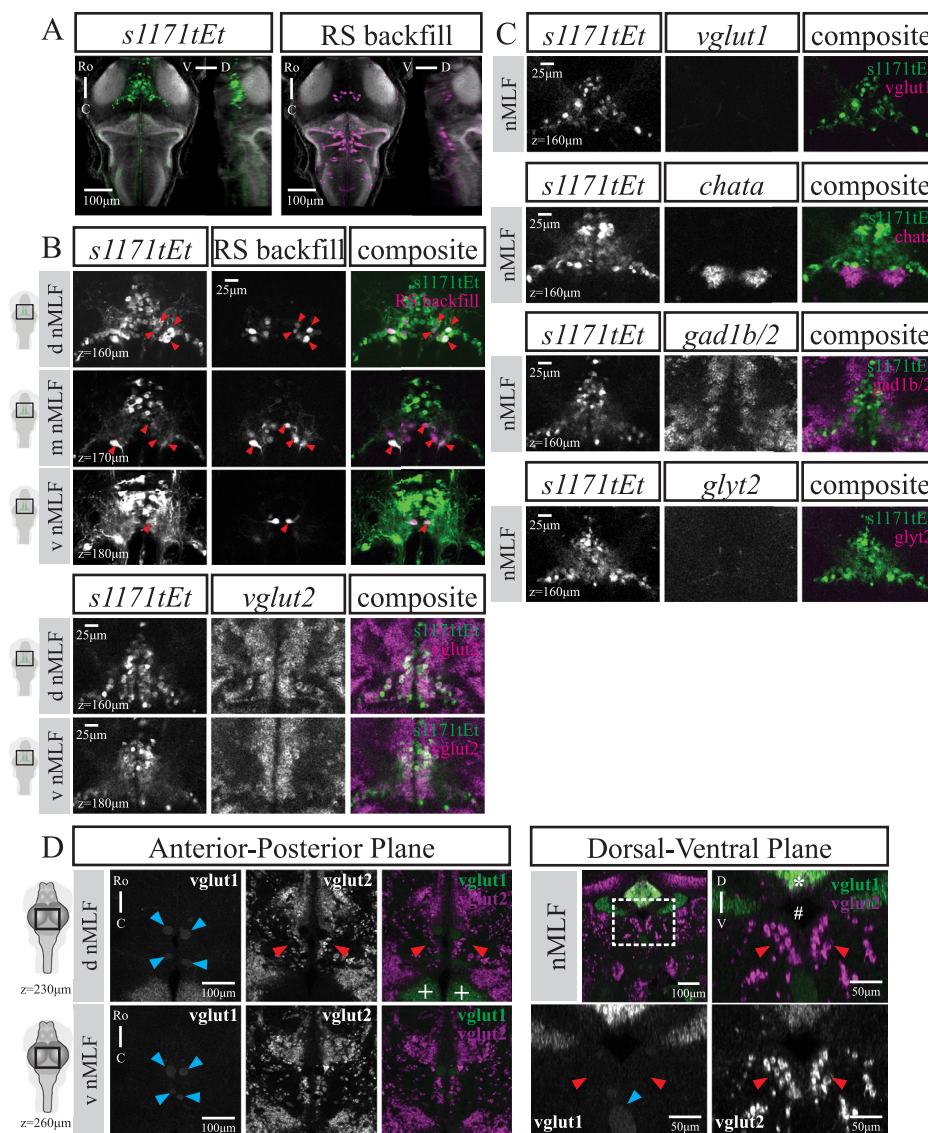 A
s1171tEt
RS backfill
Ro
C
V
D
100µm
Ro
C
V
D
100µm
B
s1171tEt
RS backfill
composite
d nMLF
z=160µm
25µm
s1171tEt
RS backfill
m nMLF
z=170µm
v nMLF
z=180µm
s1171tEt
vglut2
composite
d nMLF
25µm
z=160µm
s1171tEt
vglut2
v nMLF
25µm
z=180µm
s1171tEt
vglut2
C
s1171tEt
vglut1
composite
nMLF
25µm
z=160µm
s1171tEt
vglut1
s1171tEt
chata
composite
nMLF
25µm
z=160µm
s1171tEt
chata
s1171tEt
gad1b/2
composite
nMLF
25µm
z=160µm
s1171tEt
gad1b/2
s1171tEt
glyt2
composite
nMLF
25µm
z=160µm
s1171tEt
glyt2
D
Anterior-Posterior Plane
z=230µm
d nMLF
Ro
C
vglut1
100µm
vglut2
vglut1
vglut2
+
+
z=260µm
v nMLF
Ro
C
vglut1
100µm
vglut2
vglut1
vglut2
Dorsal-Ventral Plane
nMLF
100µm
D
V
*
#
vglut1
vglut2
50µm
vglut1
50µm
vglut2
50µm